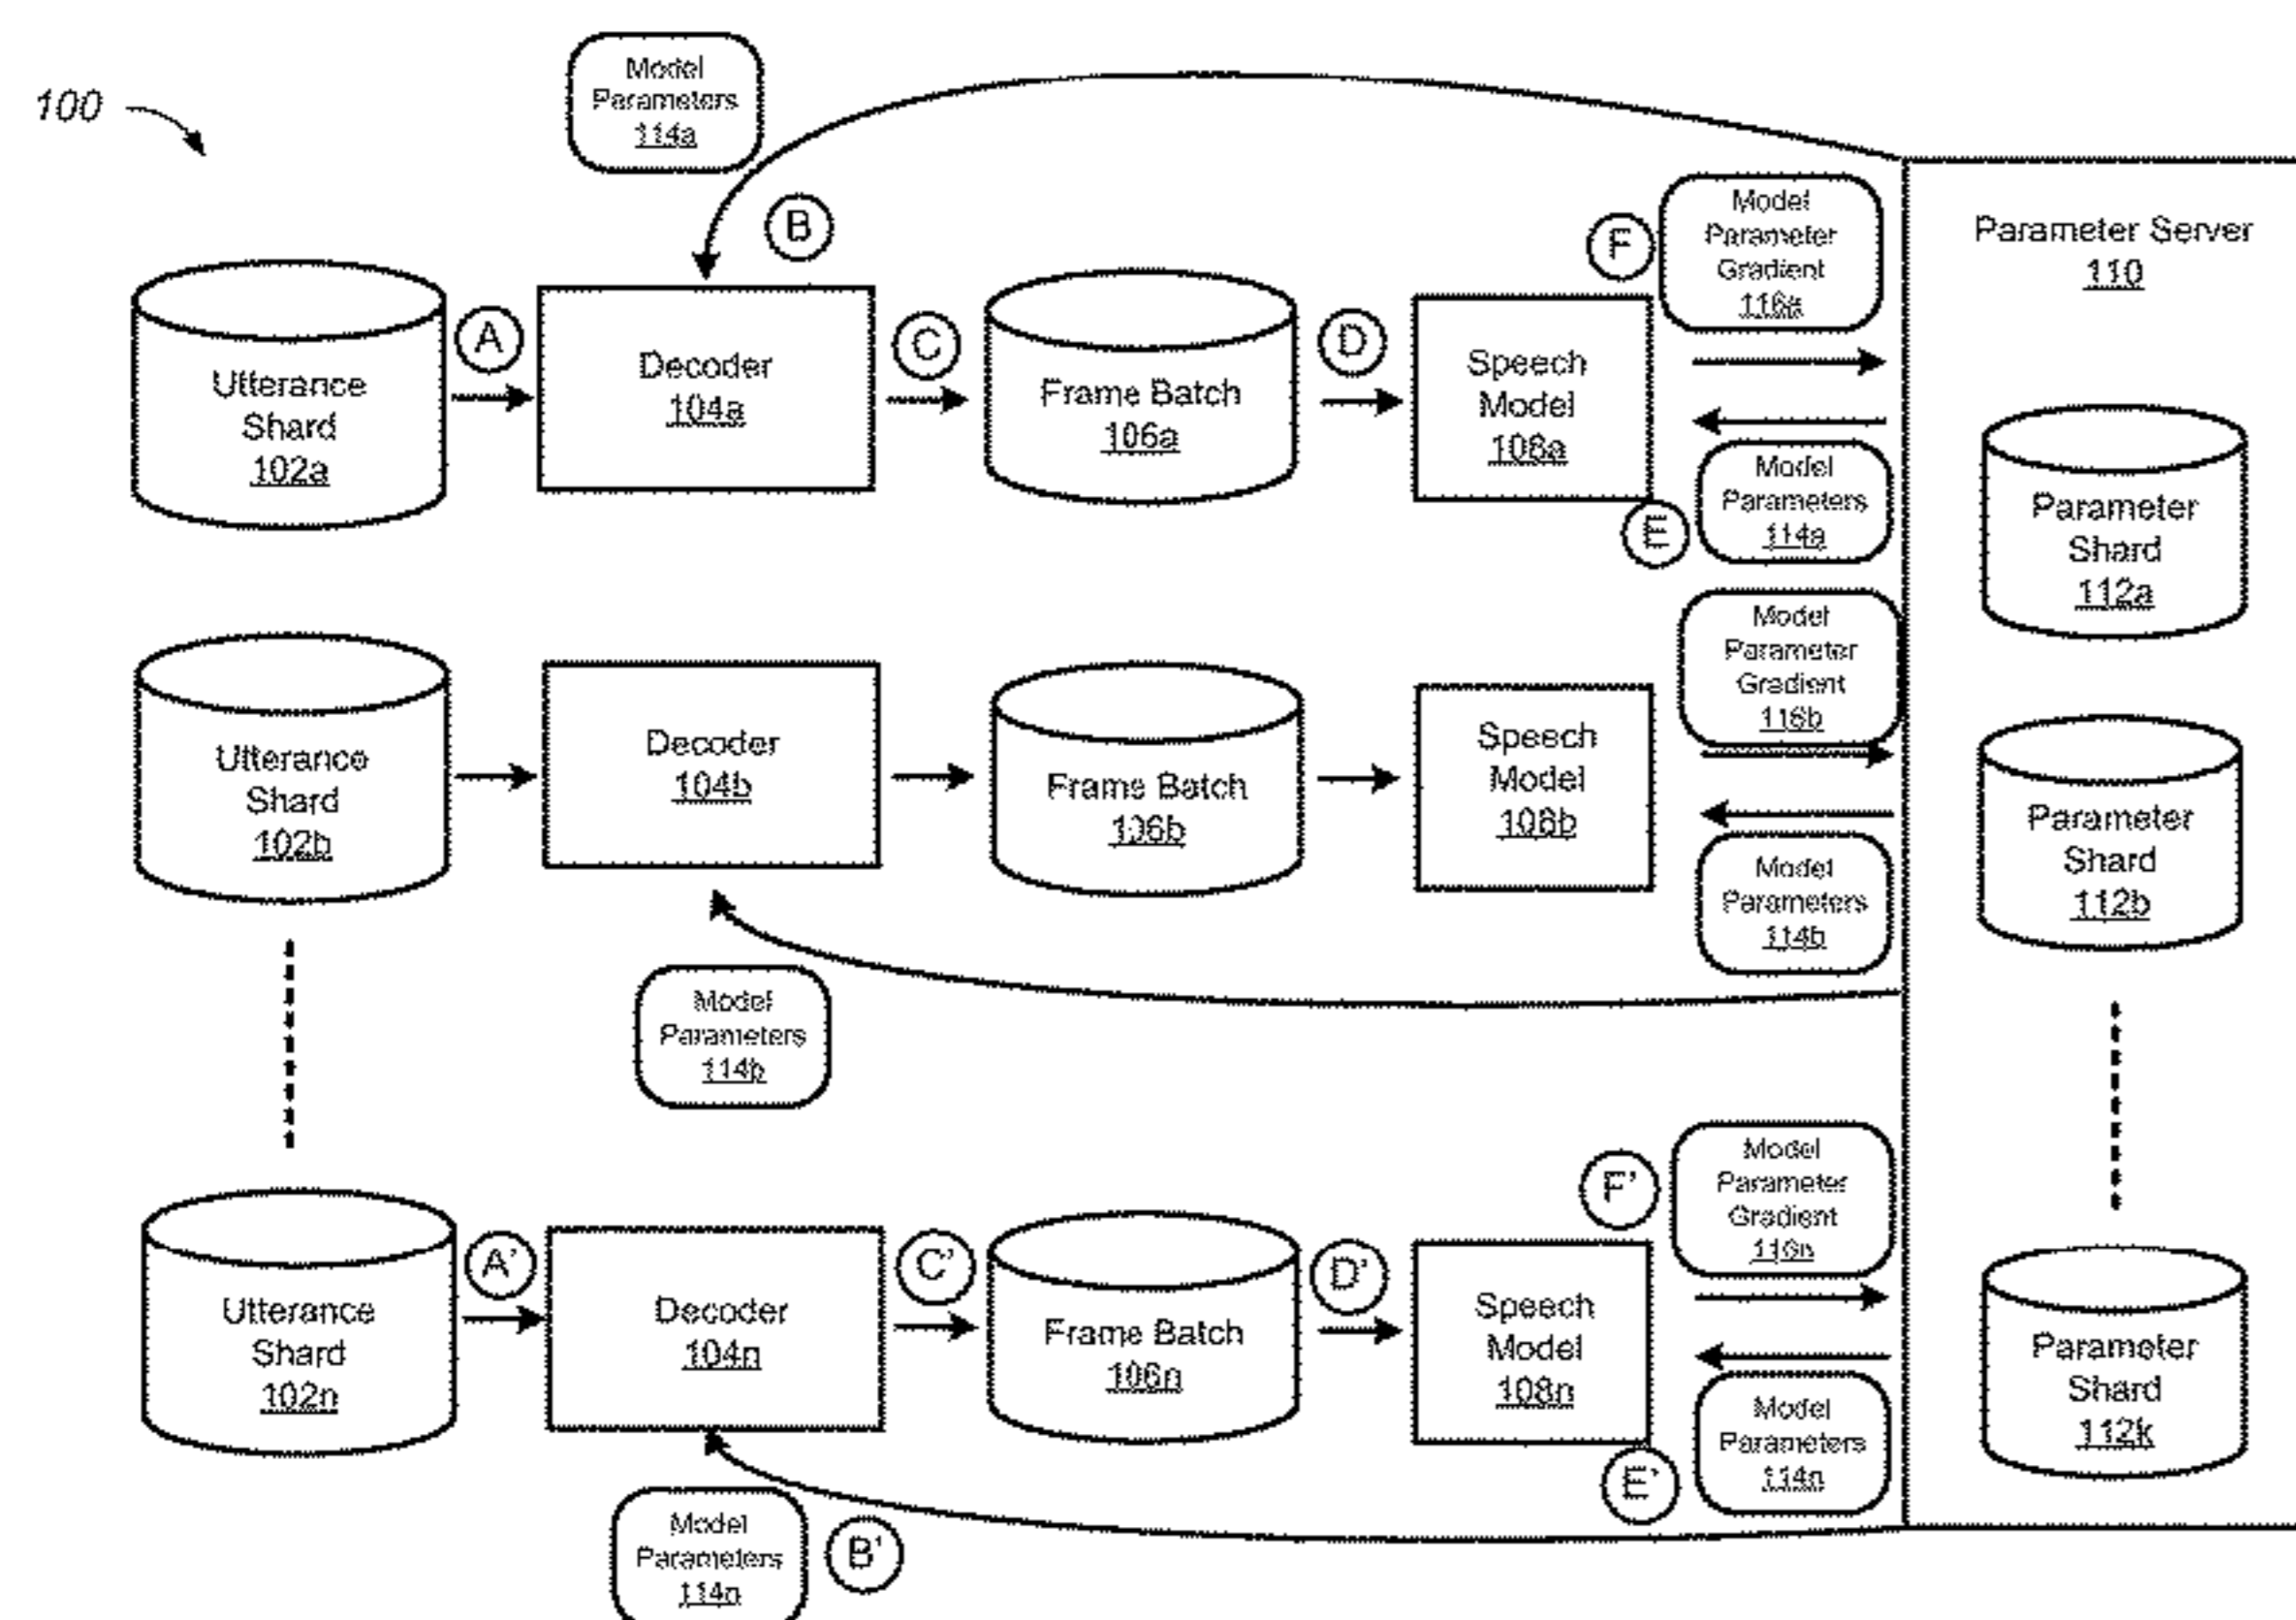 100
Model
Parameters
114a
B
F
Model
Parameter
Gradient
116a
Parameter Server
110
Utterance
Shard
102a
A
Decoder
104a
C
Frame Batch
106a
D
Speech
Model
108a
E
Model
Parameters
114a
Parameter
Shard
112a
Utterance
Shard
102b
Decoder
104b
Frame Batch
106b
Speech
Model
108b
Model
Parameter
Gradient
116b
Model
Parameters
114b
Parameter
Shard
112b
Model
Parameters
114b
Utterance
Shard
102n
A'
Decoder
104n
C'
Frame Batch
106n
D'
Speech
Model
108n
F'
Model
Parameter
Gradient
116n
E'
Model
Parameters
114n
Parameter
Shard
112k
Model
Parameters
114n
B'